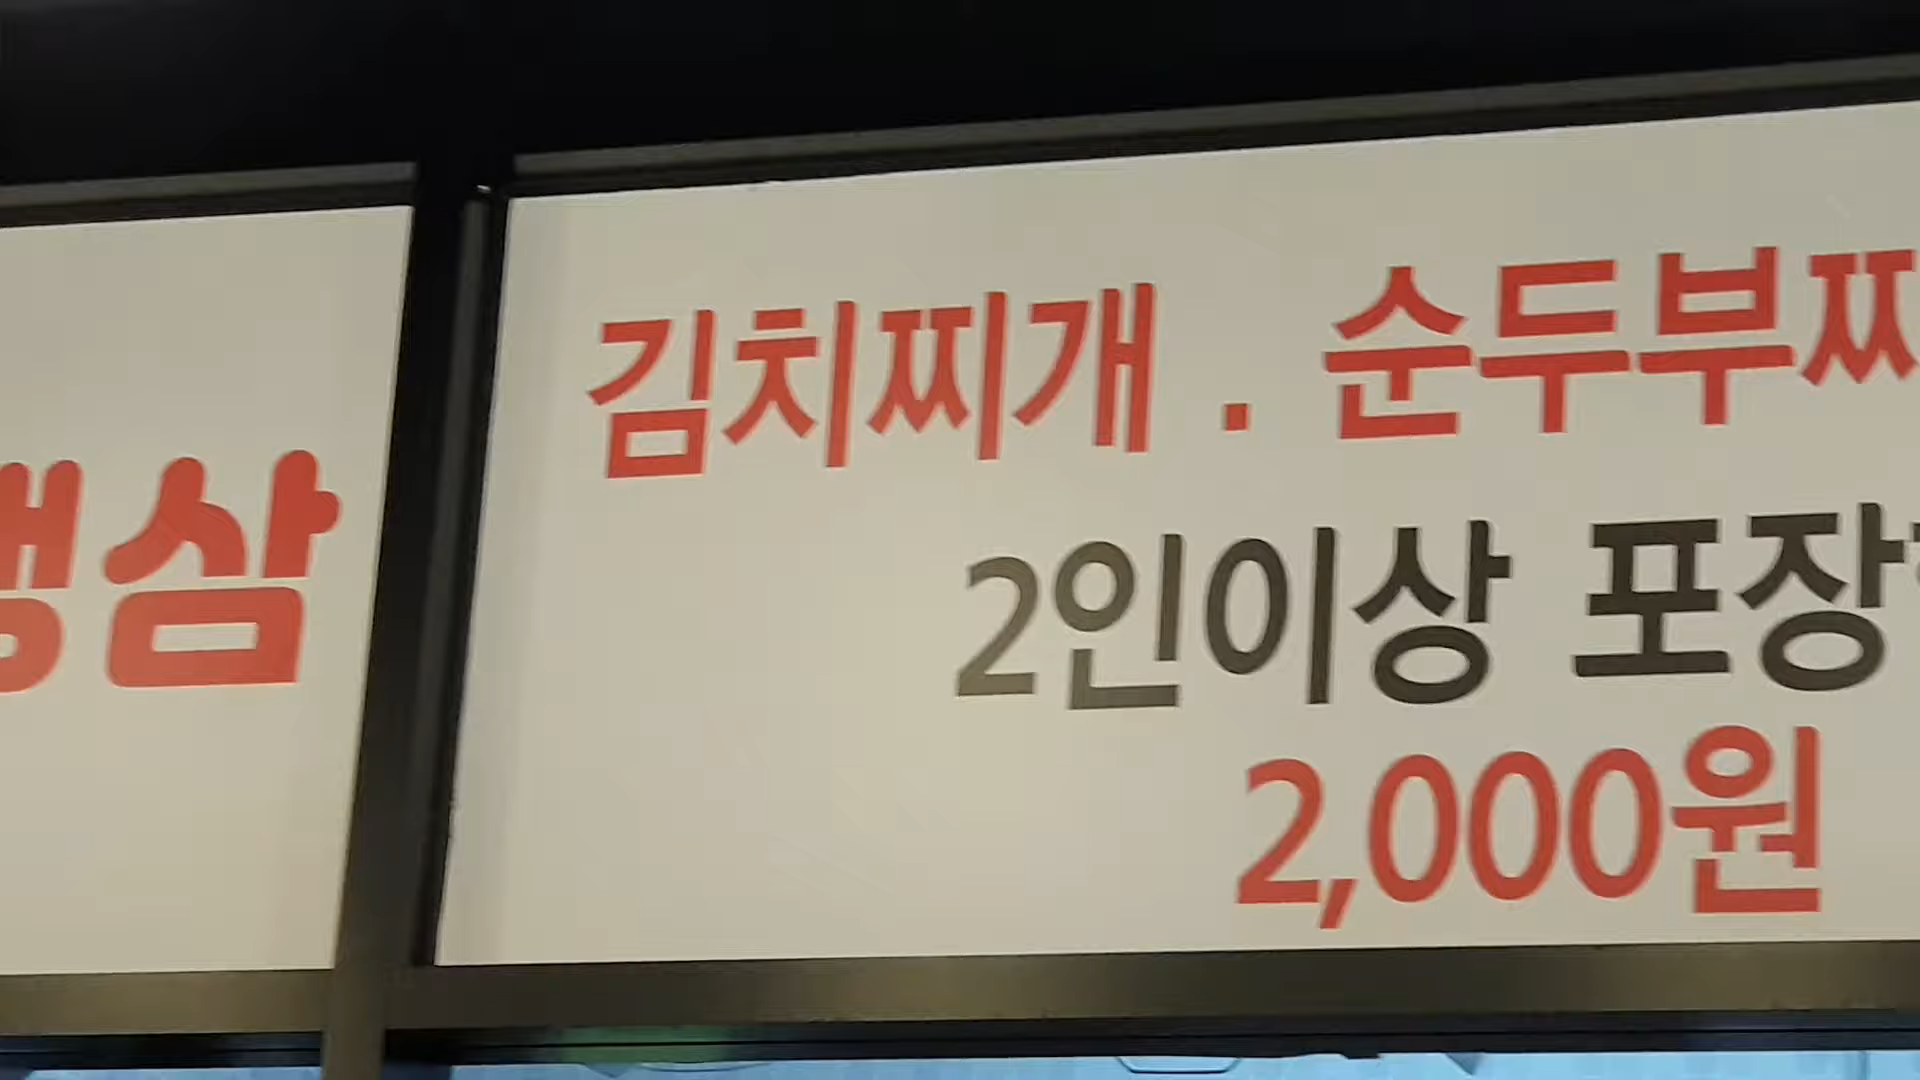 김치찌개 . 순두부찌
2인이상 포장
2,000원
생삼